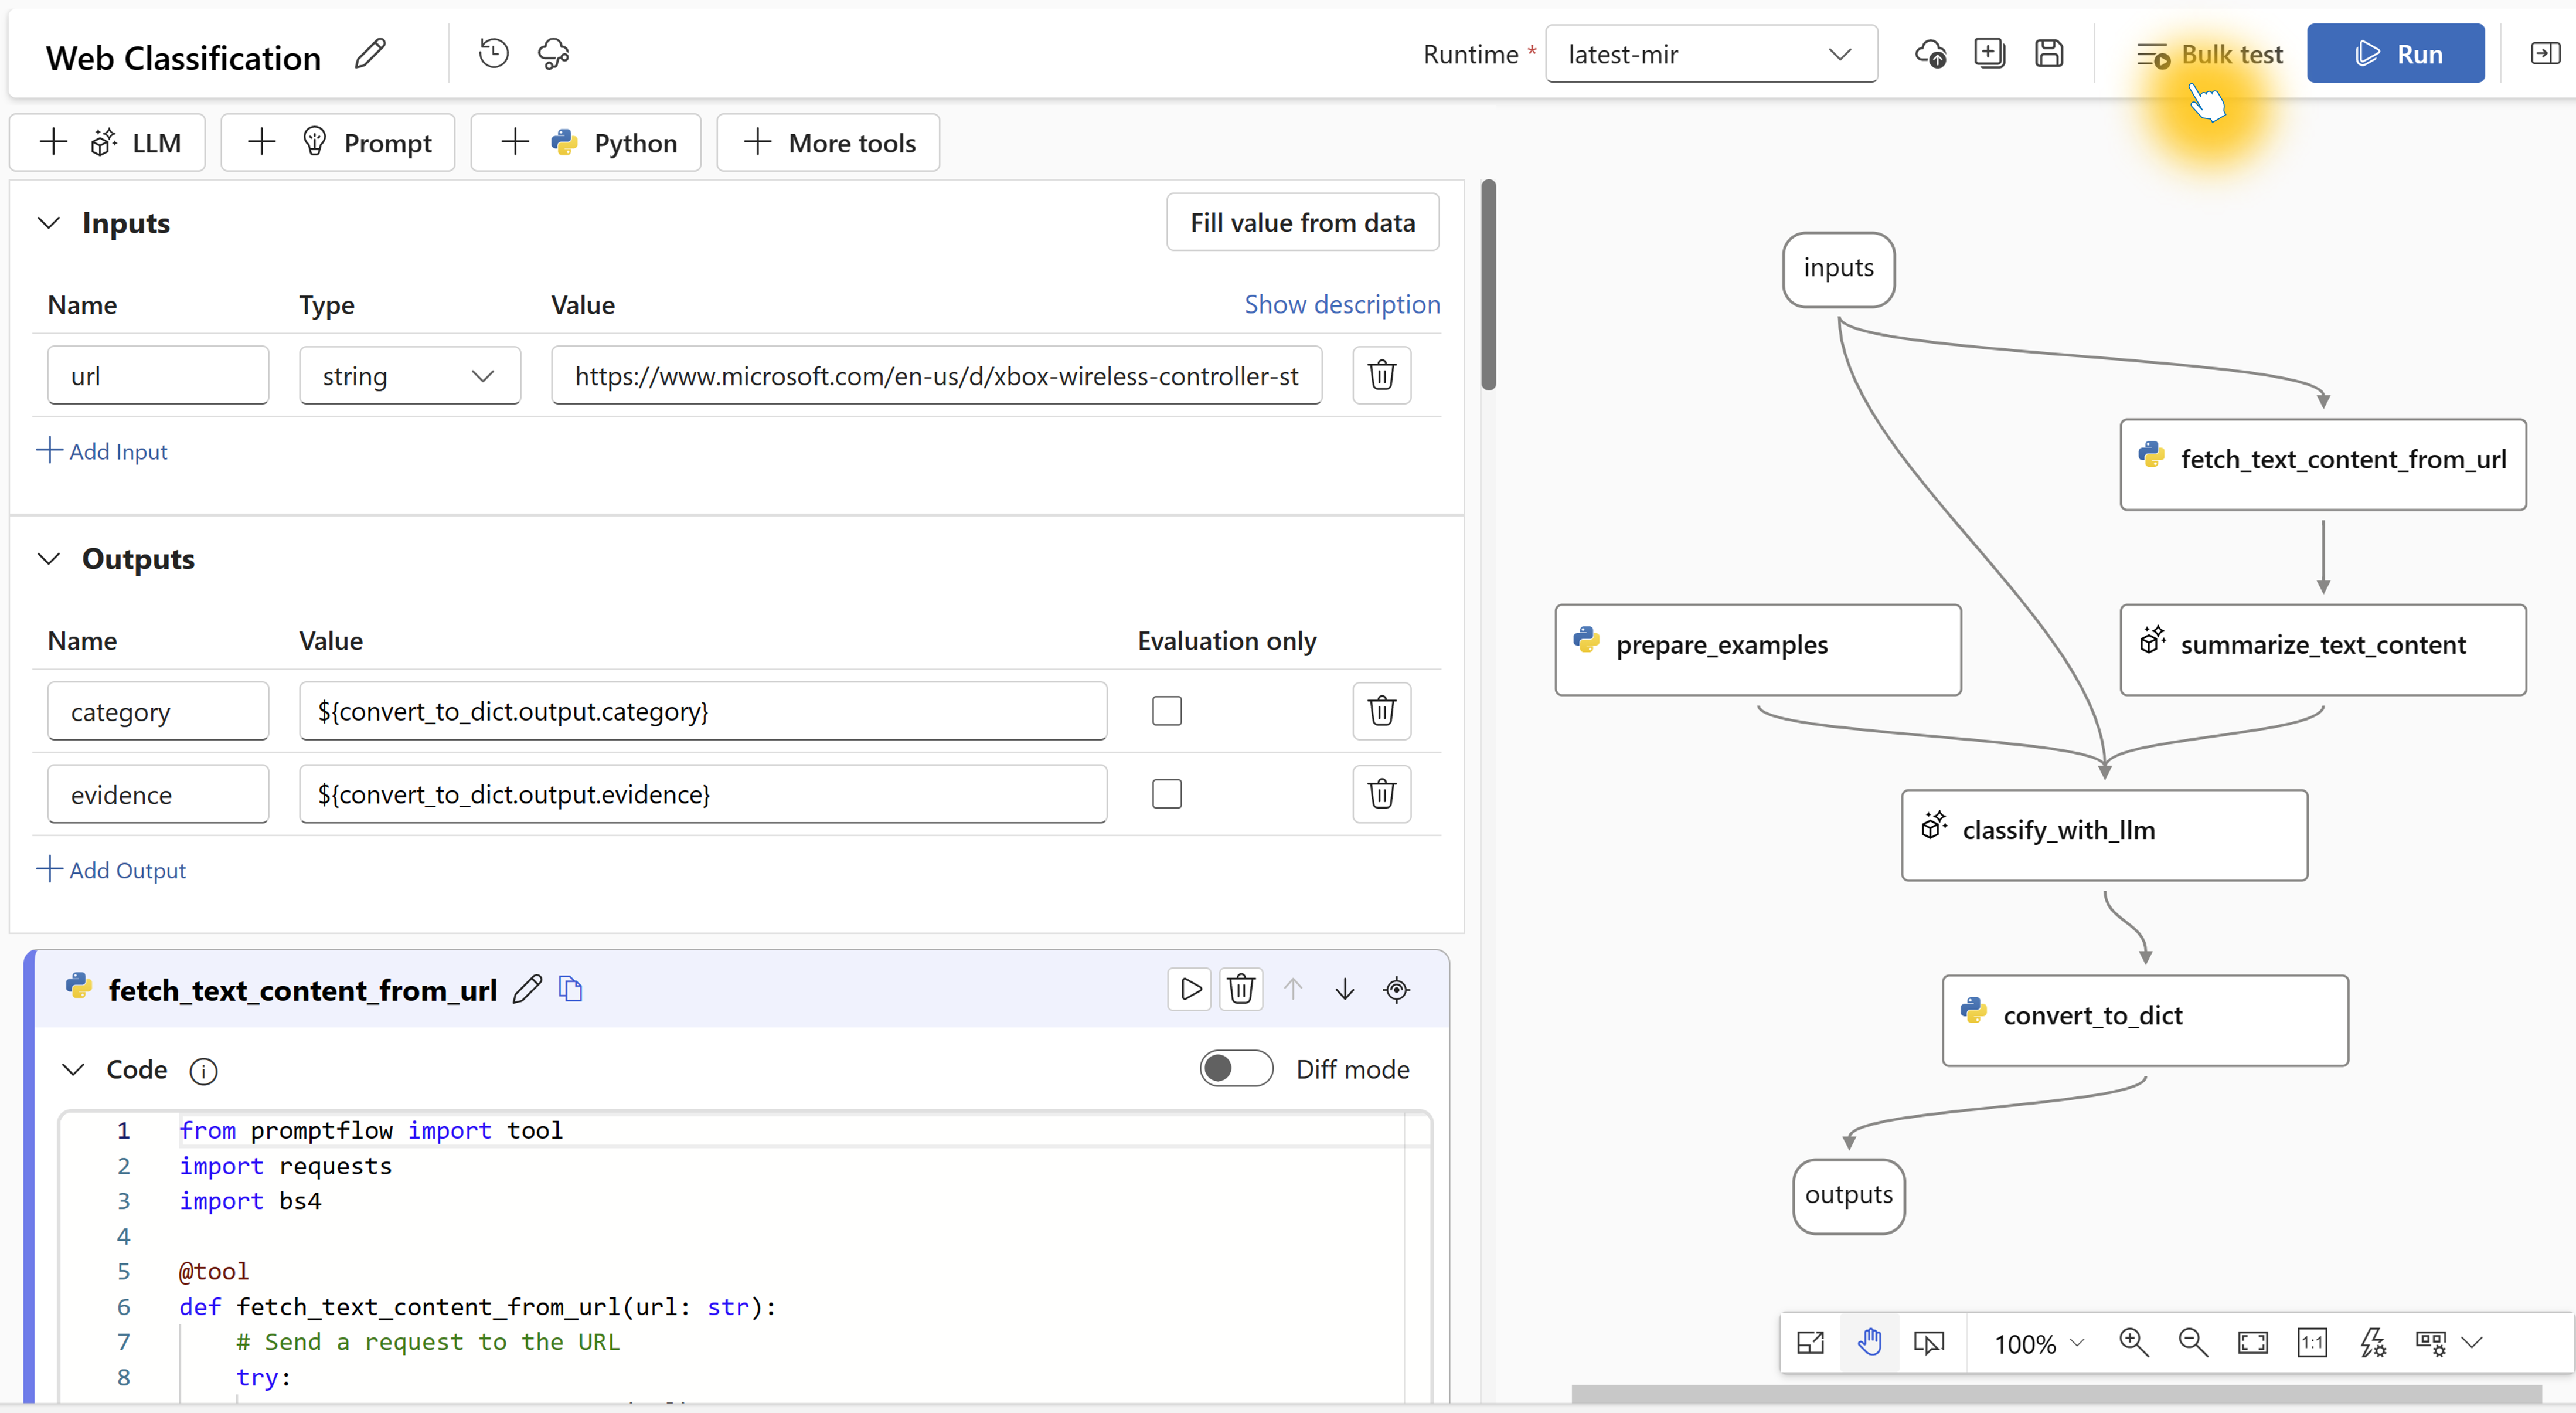 Web Classification
Runtime * latest-mir
Bulk test
Run
LLM
Prompt
Python
More tools
Inputs
Fill value from data
Name Type Value Show description
url string https://www.microsoft.com/en-us/d/xbox-wireless-controller-st
Add Input
Outputs
Name Value Evaluation only
category ${convert_to_dict.output.category}
evidence ${convert_to_dict.output.evidence}
Add Output
fetch_text_content_from_url
Code Diff mode
1 from promptflow import tool
2 import requests
3 import bs4
4
5 @tool
6 def fetch_text_content_from_url(url: str):
7 # Send a request to the URL
8 try:
inputs
fetch_text_content_from_url
prepare_examples
summarize_text_content
classify_with_llm
convert_to_dict
outputs
100%
1:1